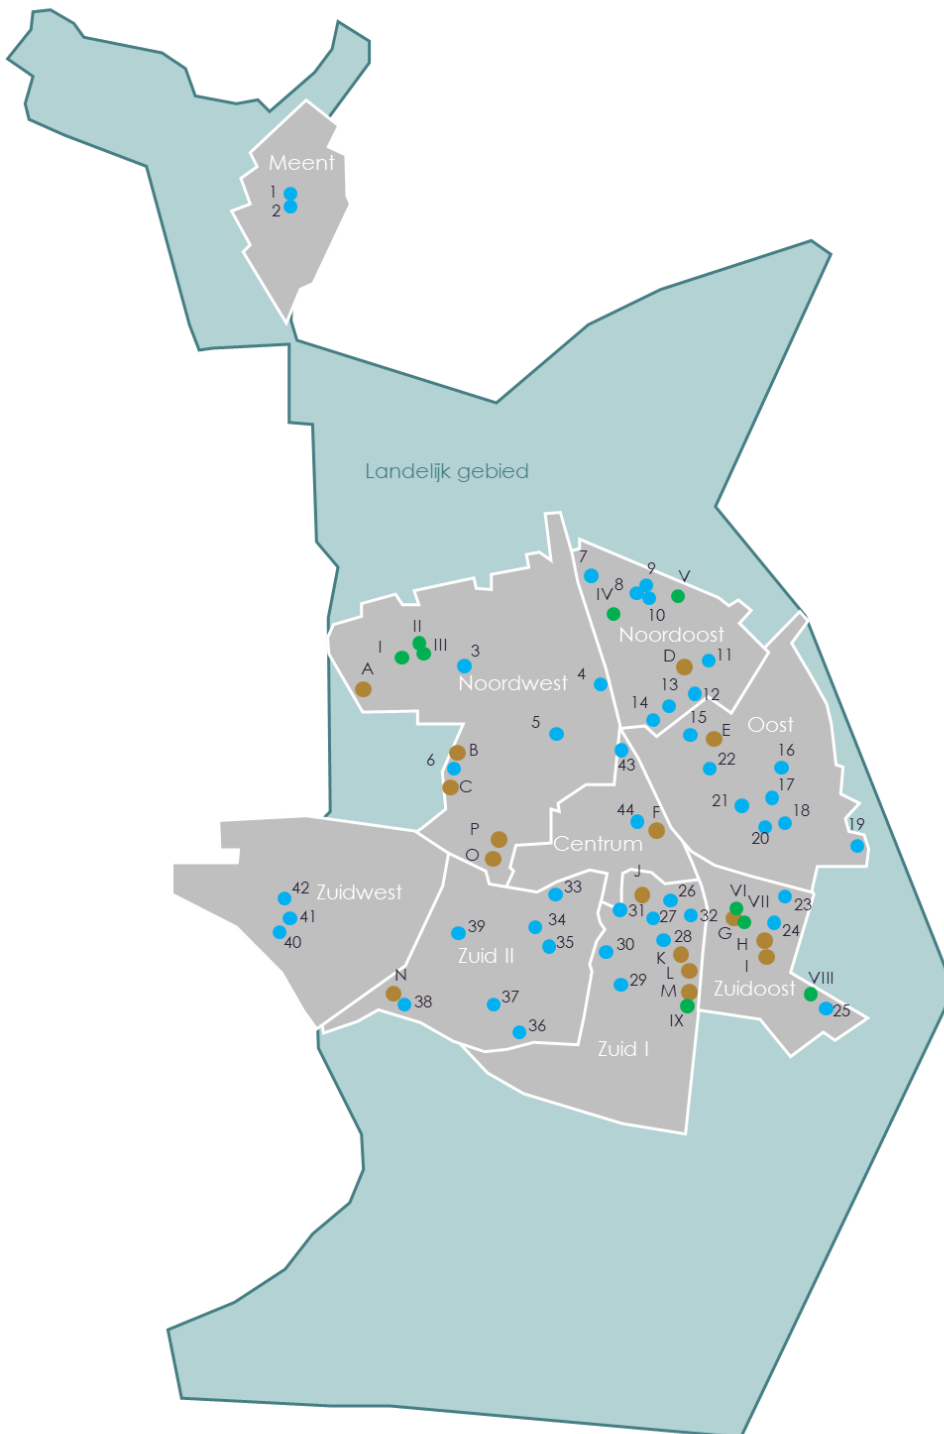 Meent
1
2
Landelijk gebied
7
9
8
V
IV
10
II
Noordoost
I
III
3
D
11
A
Noordwest
4
13
12
14
15
E
Oost
5
B
43
22
16
6
C
17
21
44
F
18
19
P
20
Centrum
O
J
33
26
VI
VII
23
42
Zuidwest
31
27
32
G
24
41
34
28
H
40
39
35
30
K
Zuid II
L
I
N
29
M
Zuidoost
VIII
38
37
IX
25
36
Zuid I